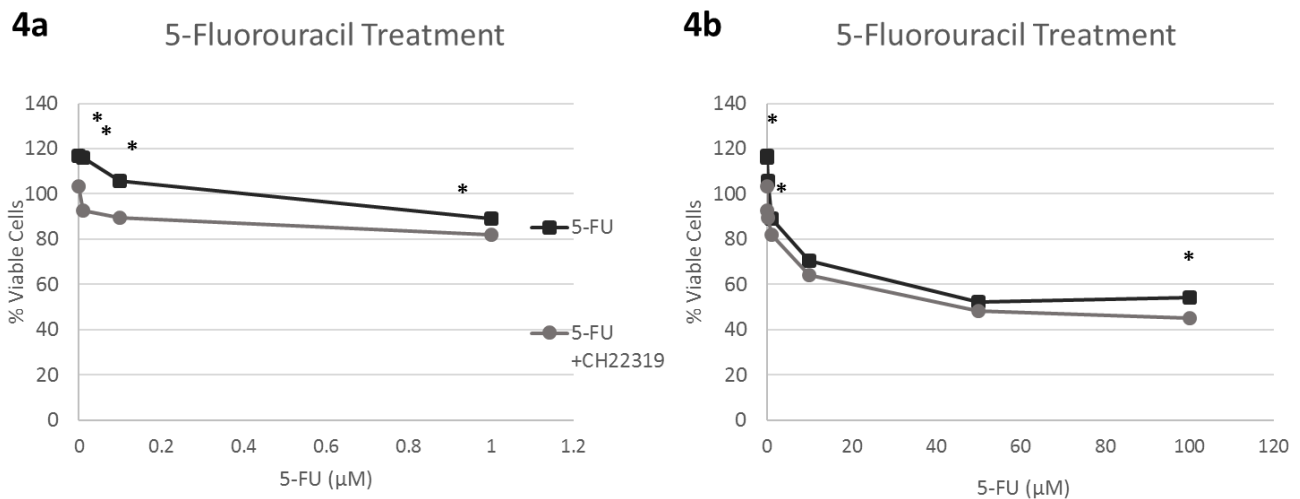 4a
5-Fluorouracil Treatment
140
120
100
80
60
40
20
0
% Viable Cells
*
*
*
*
5-FU
5-FU
+CH22319
0 0.2 0.4 0.6 0.8 1 1.2
5-FU (µM)
4b
5-Fluorouracil Treatment
140
120
100
80
60
40
20
0
% Viable Cells
*
*
*
0 20 40 60 80 100 120
5-FU (µM)